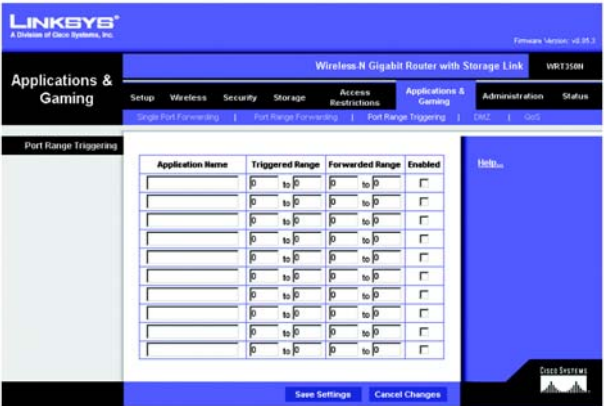 LINKSYS®
A Division of Cisco Systems, Inc.
Firmware Version: v0.95.3
Wireless-N Gigabit Router with Storage Link WRT350N
Applications & Gaming
Setup Wireless Security Storage Access Restrictions Applications & Gaming Administration Status
Single Port Forwarding | Port Range Forwarding | Port Range Triggering | DMZ | QoS
Port Range Triggering
Application Name Triggered Range Forwarded Range Enabled
0 to 0 0 to 0
0 to 0 0 to 0
0 to 0 0 to 0
0 to 0 0 to 0
0 to 0 0 to 0
0 to 0 0 to 0
0 to 0 0 to 0
0 to 0 0 to 0
0 to 0 0 to 0
0 to 0 0 to 0
Help...
Save Settings Cancel Changes
CISCO SYSTEMS